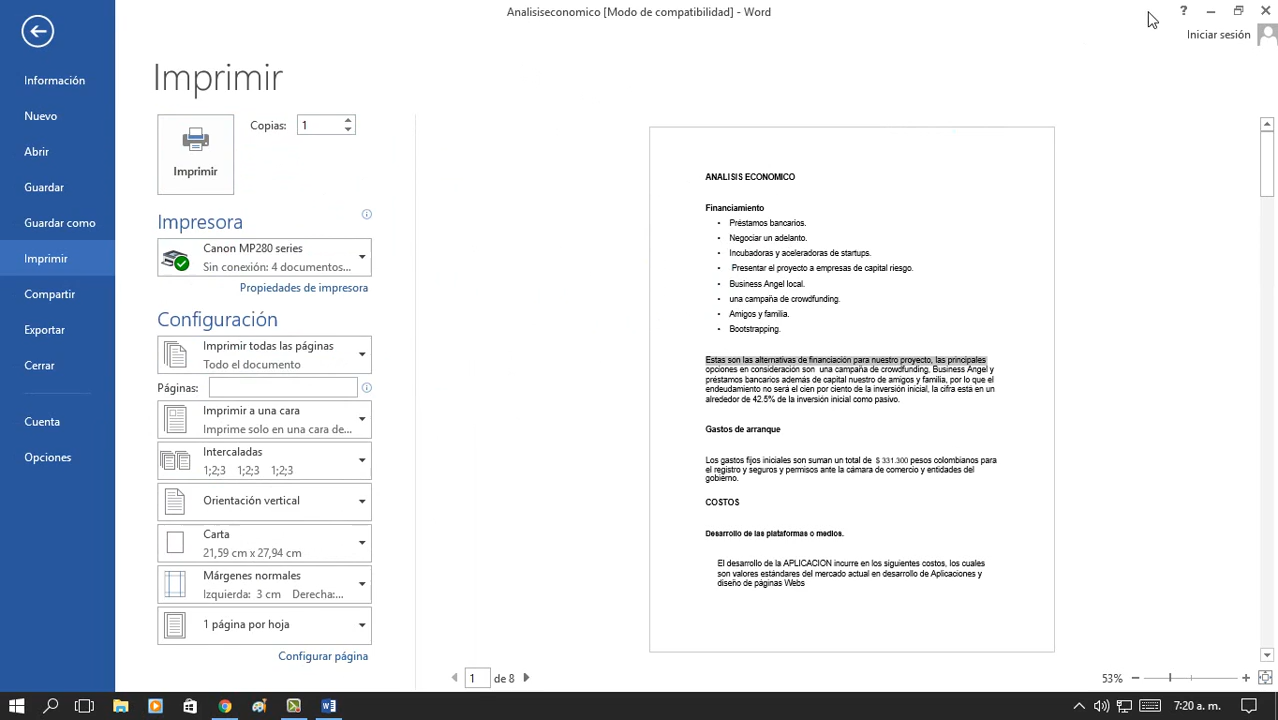 Analisiseconomico [Modo de compatibilidad] - Word
?
Iniciar sesión
Información
Nuevo
Abrir
Guardar
Guardar como
Imprimir
Compartir
Exportar
Cerrar
Cuenta
Opciones
Imprimir
Imprimir
Copias: 1
Impresora
Canon MP280 series
Sin conexión: 4 documentos...
Propiedades de impresora
Configuración
Imprimir todas las páginas
Todo el documento
Páginas:
Imprimir a una cara
Imprime solo en una cara de...
Intercaladas
1;2;3 1;2;3 1;2;3
Orientación vertical
Carta
21,59 cm x 27,94 cm
Márgenes normales
Izquierda: 3 cm Derecha:...
1 página por hoja
Configurar página
ANALISIS ECONOMICO
Financiamiento
• Préstamos bancarios.
• Negociar un adelanto.
• Incubadoras y aceleradoras de startups.
• Presentar el proyecto a empresas de capital riesgo.
• Business Angel local.
• una campaña de crowdfunding.
• Amigos y familia.
• Bootstrapping.
Estas son las alternativas de financiación para nuestro proyecto, las principales
opciones en consideración son una campaña de crowdfunding, Business Angel y
préstamos bancarios además de capital nuestro de amigos y familia, por lo que el
endeudamiento no será el cien por ciento de la inversión inicial, la cifra está en un
alrededor de 42.5% de la inversión inicial como pasivo.
Gastos de arranque
Los gastos fijos iniciales son suman un total de $ 331.300 pesos colombianos para
el registro y seguros y permisos ante la cámara de comercio y entidades del
gobierno.
COSTOS
Desarrollo de las plataformas o medios.
El desarrollo de la APLICACION incurre en los siguientes costos, los cuales
son valores estándares del mercado actual en desarrollo de Aplicaciones y
diseño de páginas Webs
1 de 8
53%
7:20 a. m.